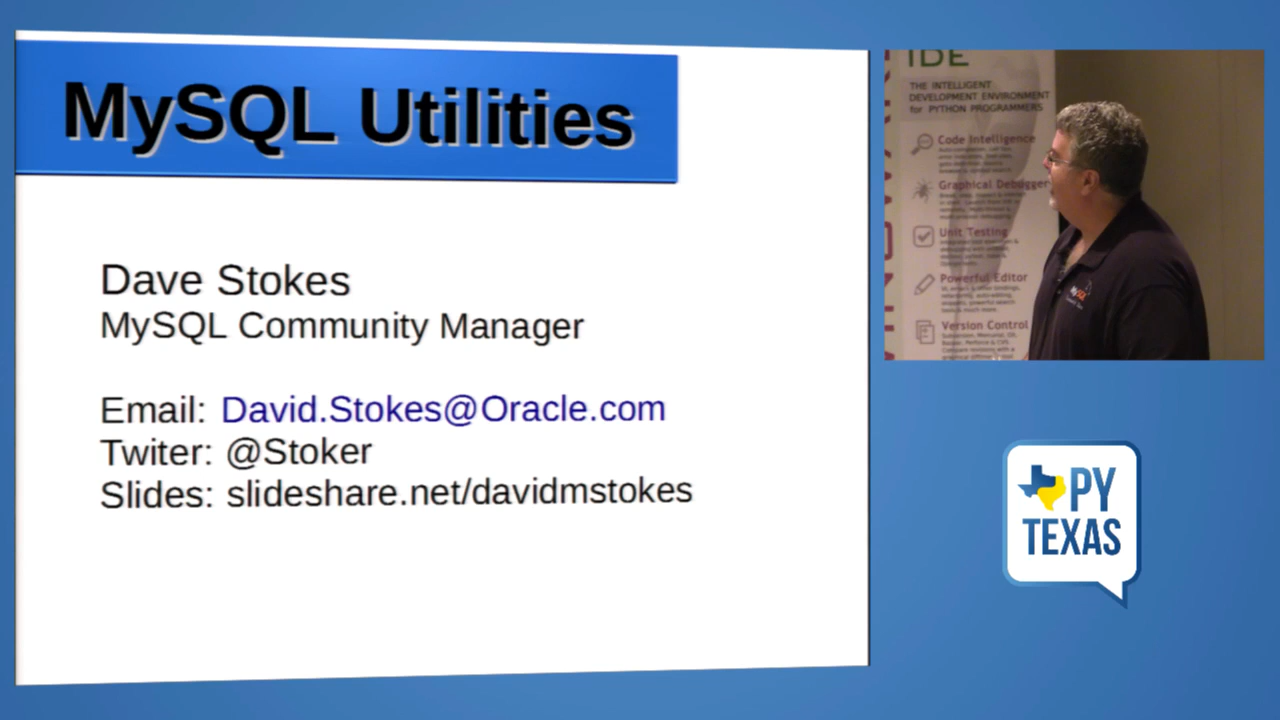 MySQL Utilities
Dave Stokes
MySQL Community Manager
Email: David.Stokes@Oracle.com
Twiter: @Stoker
Slides: slideshare.net/davidmstokes
IDE
THE INTELLIGENT
DEVELOPMENT ENVIRONMENT
for PYTHON PROGRAMMERS
Code Intelligence
Graphical Debugger
Unit Testing
Powerful Editor
Version Control
MySQL
PY
TEXAS